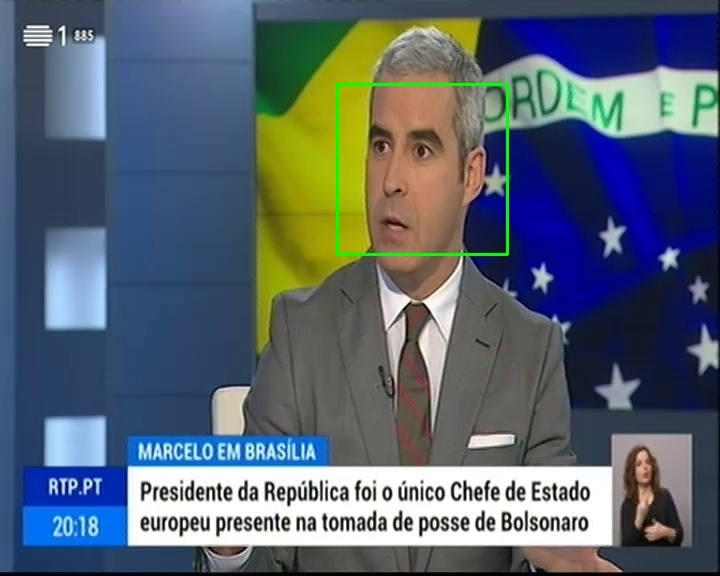 1 885
ORDEM E P
MARCELO EM BRASÍLIA
RTP.PT
Presidente da República foi o único Chefe de Estado
20:18
europeu presente na tomada de posse de Bolsonaro